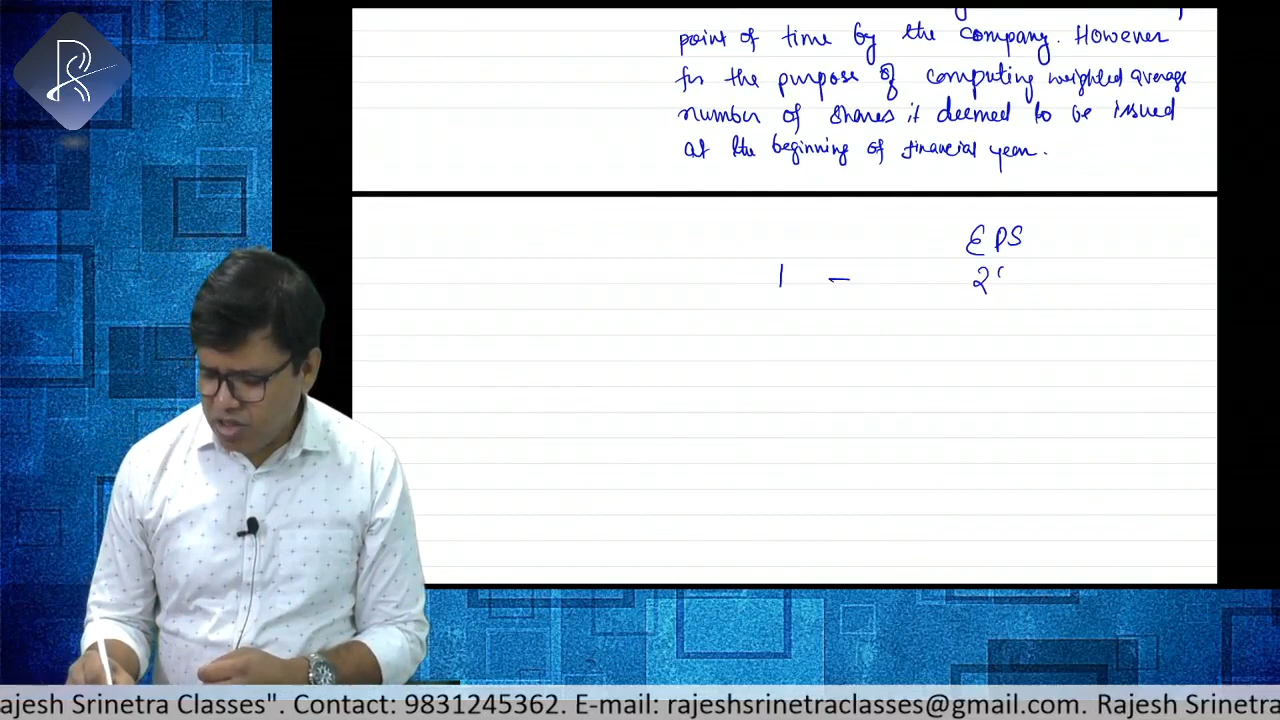 point of time by the company. However
for the purpose of computing weighted average
number of shares it deemed to be issued
at the beginning of financial year.
EPS
1 — 2
ajesh Srinetra Classes". Contact: 9831245362. E-mail: rajeshsrinetraclasses@gmail.com. Rajesh Srinetra